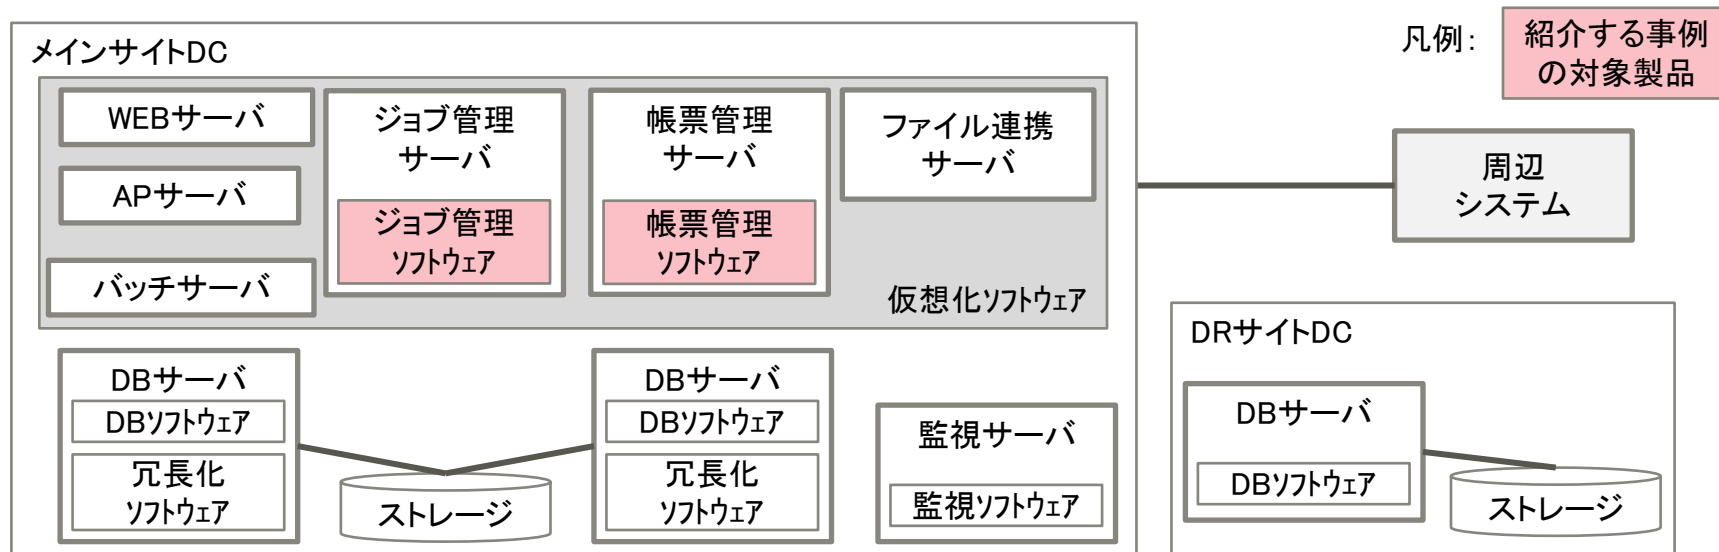 メインサイトDC
凡例：
紹介する事例
の対象製品
WEBサーバ
APサーバ
バッチサーバ
ジョブ管理
サーバ
ジョブ管理
ｿﾌﾄｳｪｱ
帳票管理
サーバ
帳票管理
ｿﾌﾄｳｪｱ
ファイル連携
サーバ
仮想化ｿﾌﾄｳｪｱ
周辺
システム
DBサーバ
DBｿﾌﾄｳｪｱ
冗長化
ｿﾌﾄｳｪｱ
ストレージ
DBサーバ
DBｿﾌﾄｳｪｱ
冗長化
ｿﾌﾄｳｪｱ
監視サーバ
監視ｿﾌﾄｳｪｱ
DRサイトDC
DBサーバ
DBｿﾌﾄｳｪｱ
ストレージ